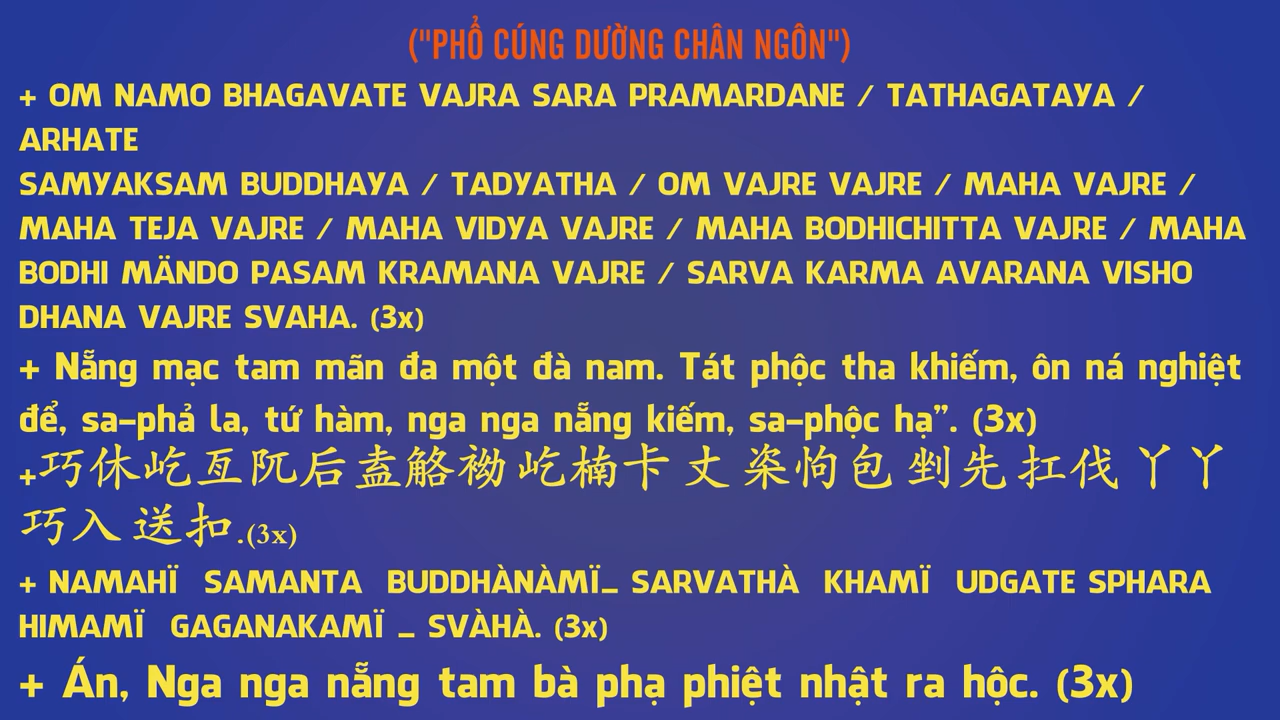 ("PHỔ CÚNG DƯỜNG CHÂN NGÔN")
+ OM NAMO BHAGAVATE VAJRA SARA PRAMARDANE / TATHAGATAYA /
ARHATE
SAMYAKSAM BUDDHAYA / TADYATHA / OM VAJRE VAJRE / MAHA VAJRE /
MAHA TEJA VAJRE / MAHA VIDYA VAJRE / MAHA BODHICHITTA VAJRE / MAHA
BODHI MÄNDO PASAM KRAMANA VAJRE / SARVA KARMA AVARANA VISHO
DHANA VAJRE SVAHA. (3x)
+ Nẵng mạc tam mãn đa một đà nam. Tát phộc tha khiếm, ôn ná nghiệt
để, sa-phả la, tứ hàm, nga nga nẵng kiếm, sa-phộc hạ”. (3x)
+巧休屹亙阢后盍觡袎屹楠卡丈楶怐包剉先扛伐丫丫
巧入送扣.(3x)
+ NAMAHÏ SAMANTA BUDDHÀNÀMÏ_ SARVATHÀ KHAMÏ UDGATE SPHARA
HIMAMÏ GAGANAKAMÏ _ SVÀHÀ. (3x)
+ Án, Nga nga nẵng tam bà phạ phiệt nhật ra hộc. (3x)